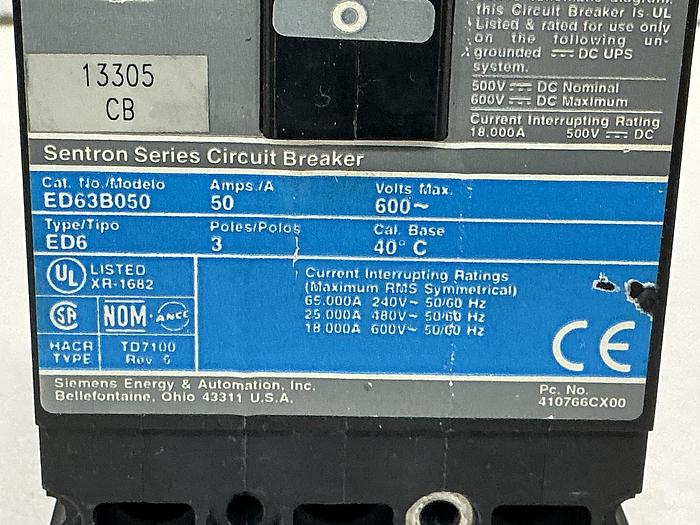 this Circuit Breaker is UL
Listed & rated for use only
on the following un-
grounded ⎓ DC UPS
system.
500V ⎓ DC Nominal
600V ⎓ DC Maximum
Current Interrupting Rating
18,000A 500V ⎓ DC
13305
CB
Sentron Series Circuit Breaker
Cat. No./Modelo Amps./A Volts Max.
ED63B050 50 600~
Type/Tipo Poles/Polos Cal. Base
ED6 3 40° C
UL LISTED
XR-1682
SA NOM-ANCE
HACR TD7100
TYPE Rev 6
Current Interrupting Ratings
(Maximum RMS Symmetrical)
65,000A 240V~ 50/60 Hz
25,000A 480V~ 50/60 Hz
18,000A 600V~ 50/60 Hz
CE
Siemens Energy & Automation, Inc.
Bellefontaine, Ohio 43311 U.S.A.
Pc. No.
410766CX00